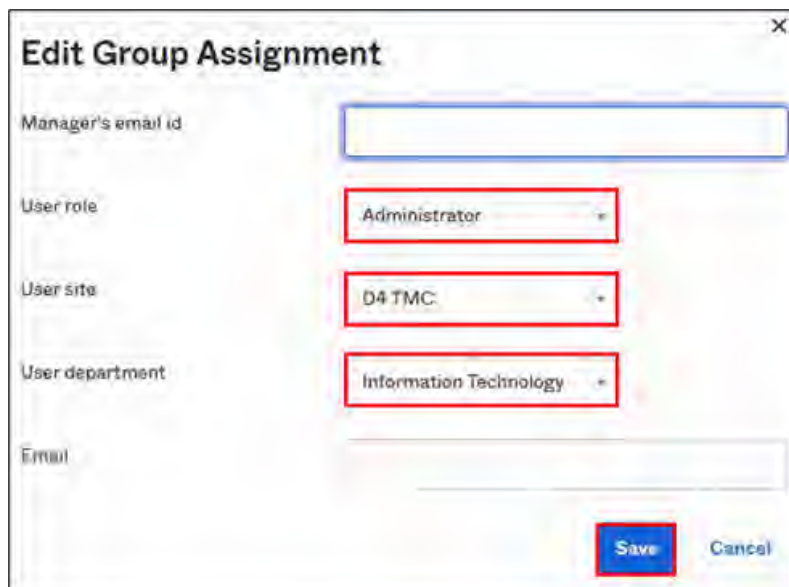 Edit Group Assignment
Manager's email id
User role
Administrator
User site
D4 TMC
User department
Information Technology
Email
Save Cancel